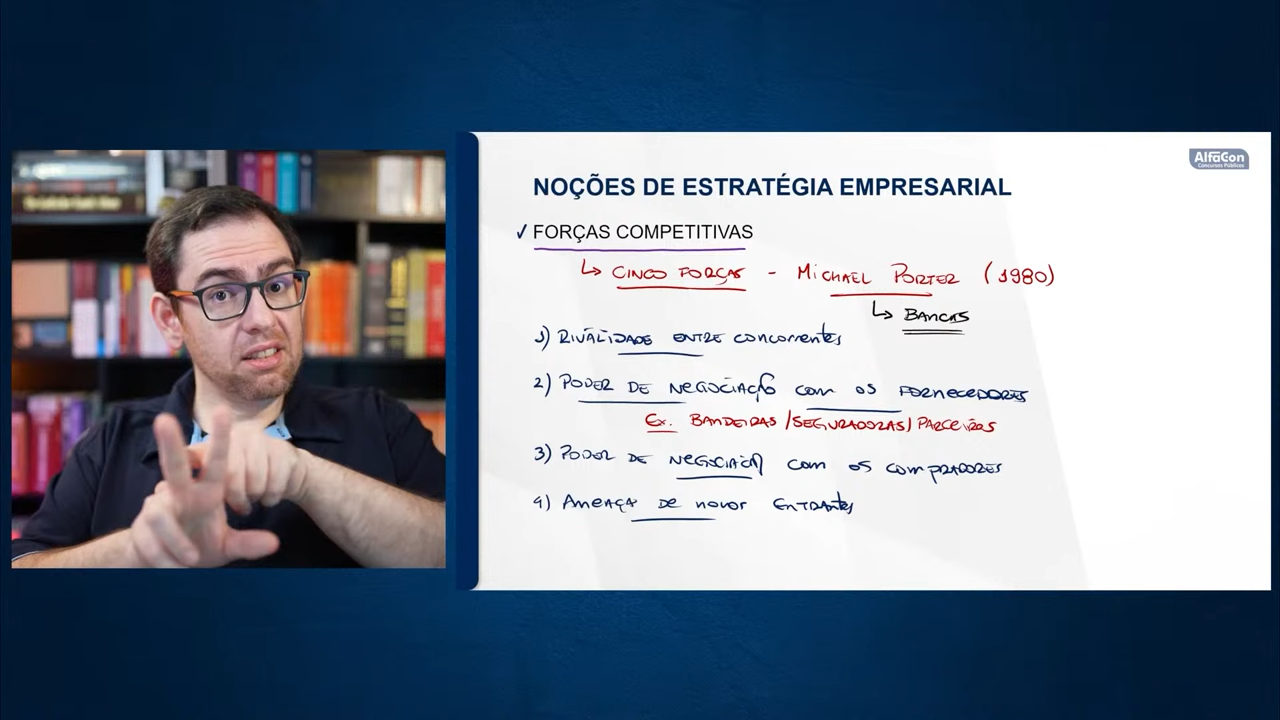 AlfaCon
Concursos Públicos
NOÇÕES DE ESTRATÉGIA EMPRESARIAL
✓ FORÇAS COMPETITIVAS
↳ CINCO FORÇAS - MICHAEL PORTER (1980)
↳ BANCAS
1) RIVALIDADE ENTRE CONCORRENTES
2) PODER DE NEGOCIAÇÃO COM OS FORNECEDORES
Ex. BANDEIRAS / SEGURADORAS / PARCEIROS
3) PODER DE NEGOCIAÇÃO COM OS COMPRADORES
4) AMEAÇA DE NOVOS ENTRANTES